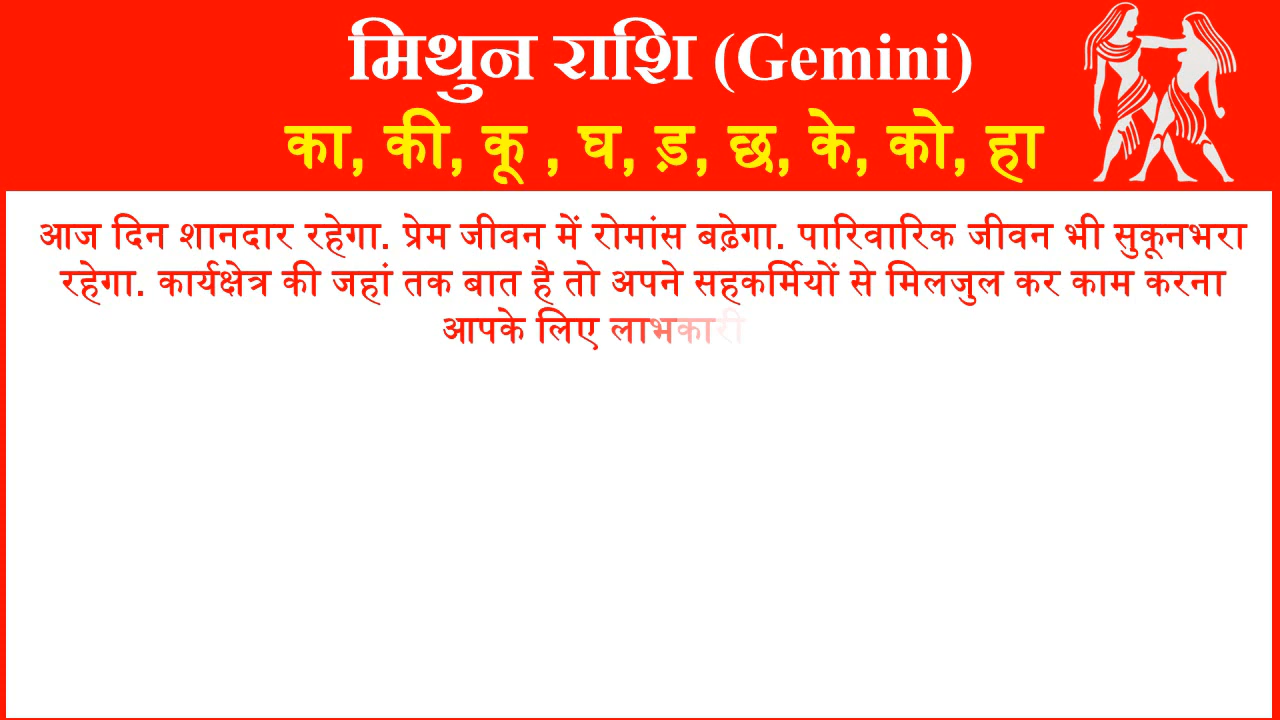 मिथुन राशि (Gemini)
का, की, कू , घ, ड़, छ, के, को, हा
आज दिन शानदार रहेगा. प्रेम जीवन में रोमांस बढ़ेगा. पारिवारिक जीवन भी सुकूनभरा
रहेगा. कार्यक्षेत्र की जहां तक बात है तो अपने सहकर्मियों से मिलजुल कर काम करना
आपके लिए लाभकारी